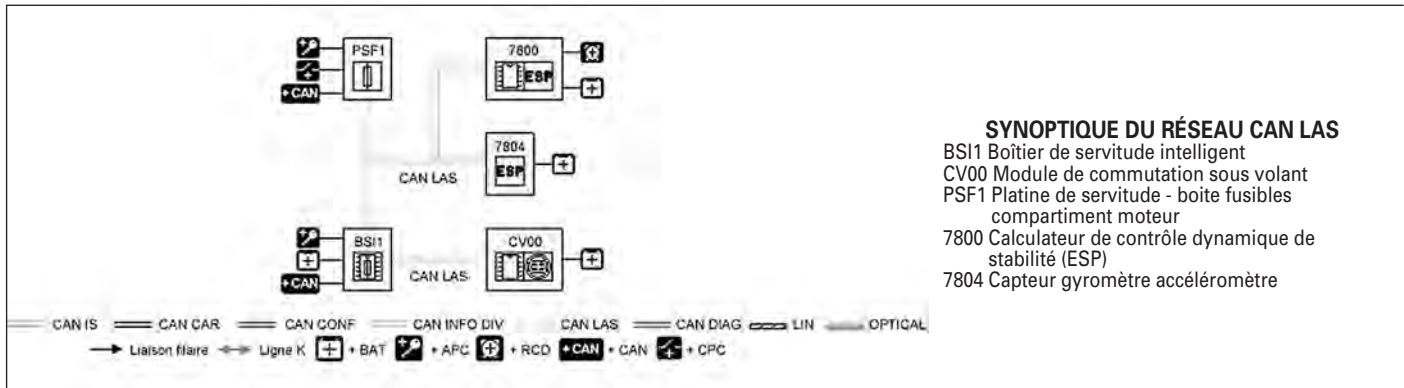 PSF1
+ CAN
7800
ESP
7804
ESP
CAN LAS
BSI1
+ CAN
CV00
CAN LAS
SYNOPTIQUE DU RÉSEAU CAN LAS
BSI1 Boîtier de servitude intelligent
CV00 Module de commutation sous volant
PSF1 Platine de servitude - boite fusibles
compartiment moteur
7800 Calculateur de contrôle dynamique de
stabilité (ESP)
7804 Capteur gyromètre accéléromètre
CAN IS CAN CAR CAN CONF CAN INFO DIV CAN LAS CAN DIAG LIN OPTICAL
Liaison filaire Ligne K + BAT + APC + RCD + CAN + CAN + CPC